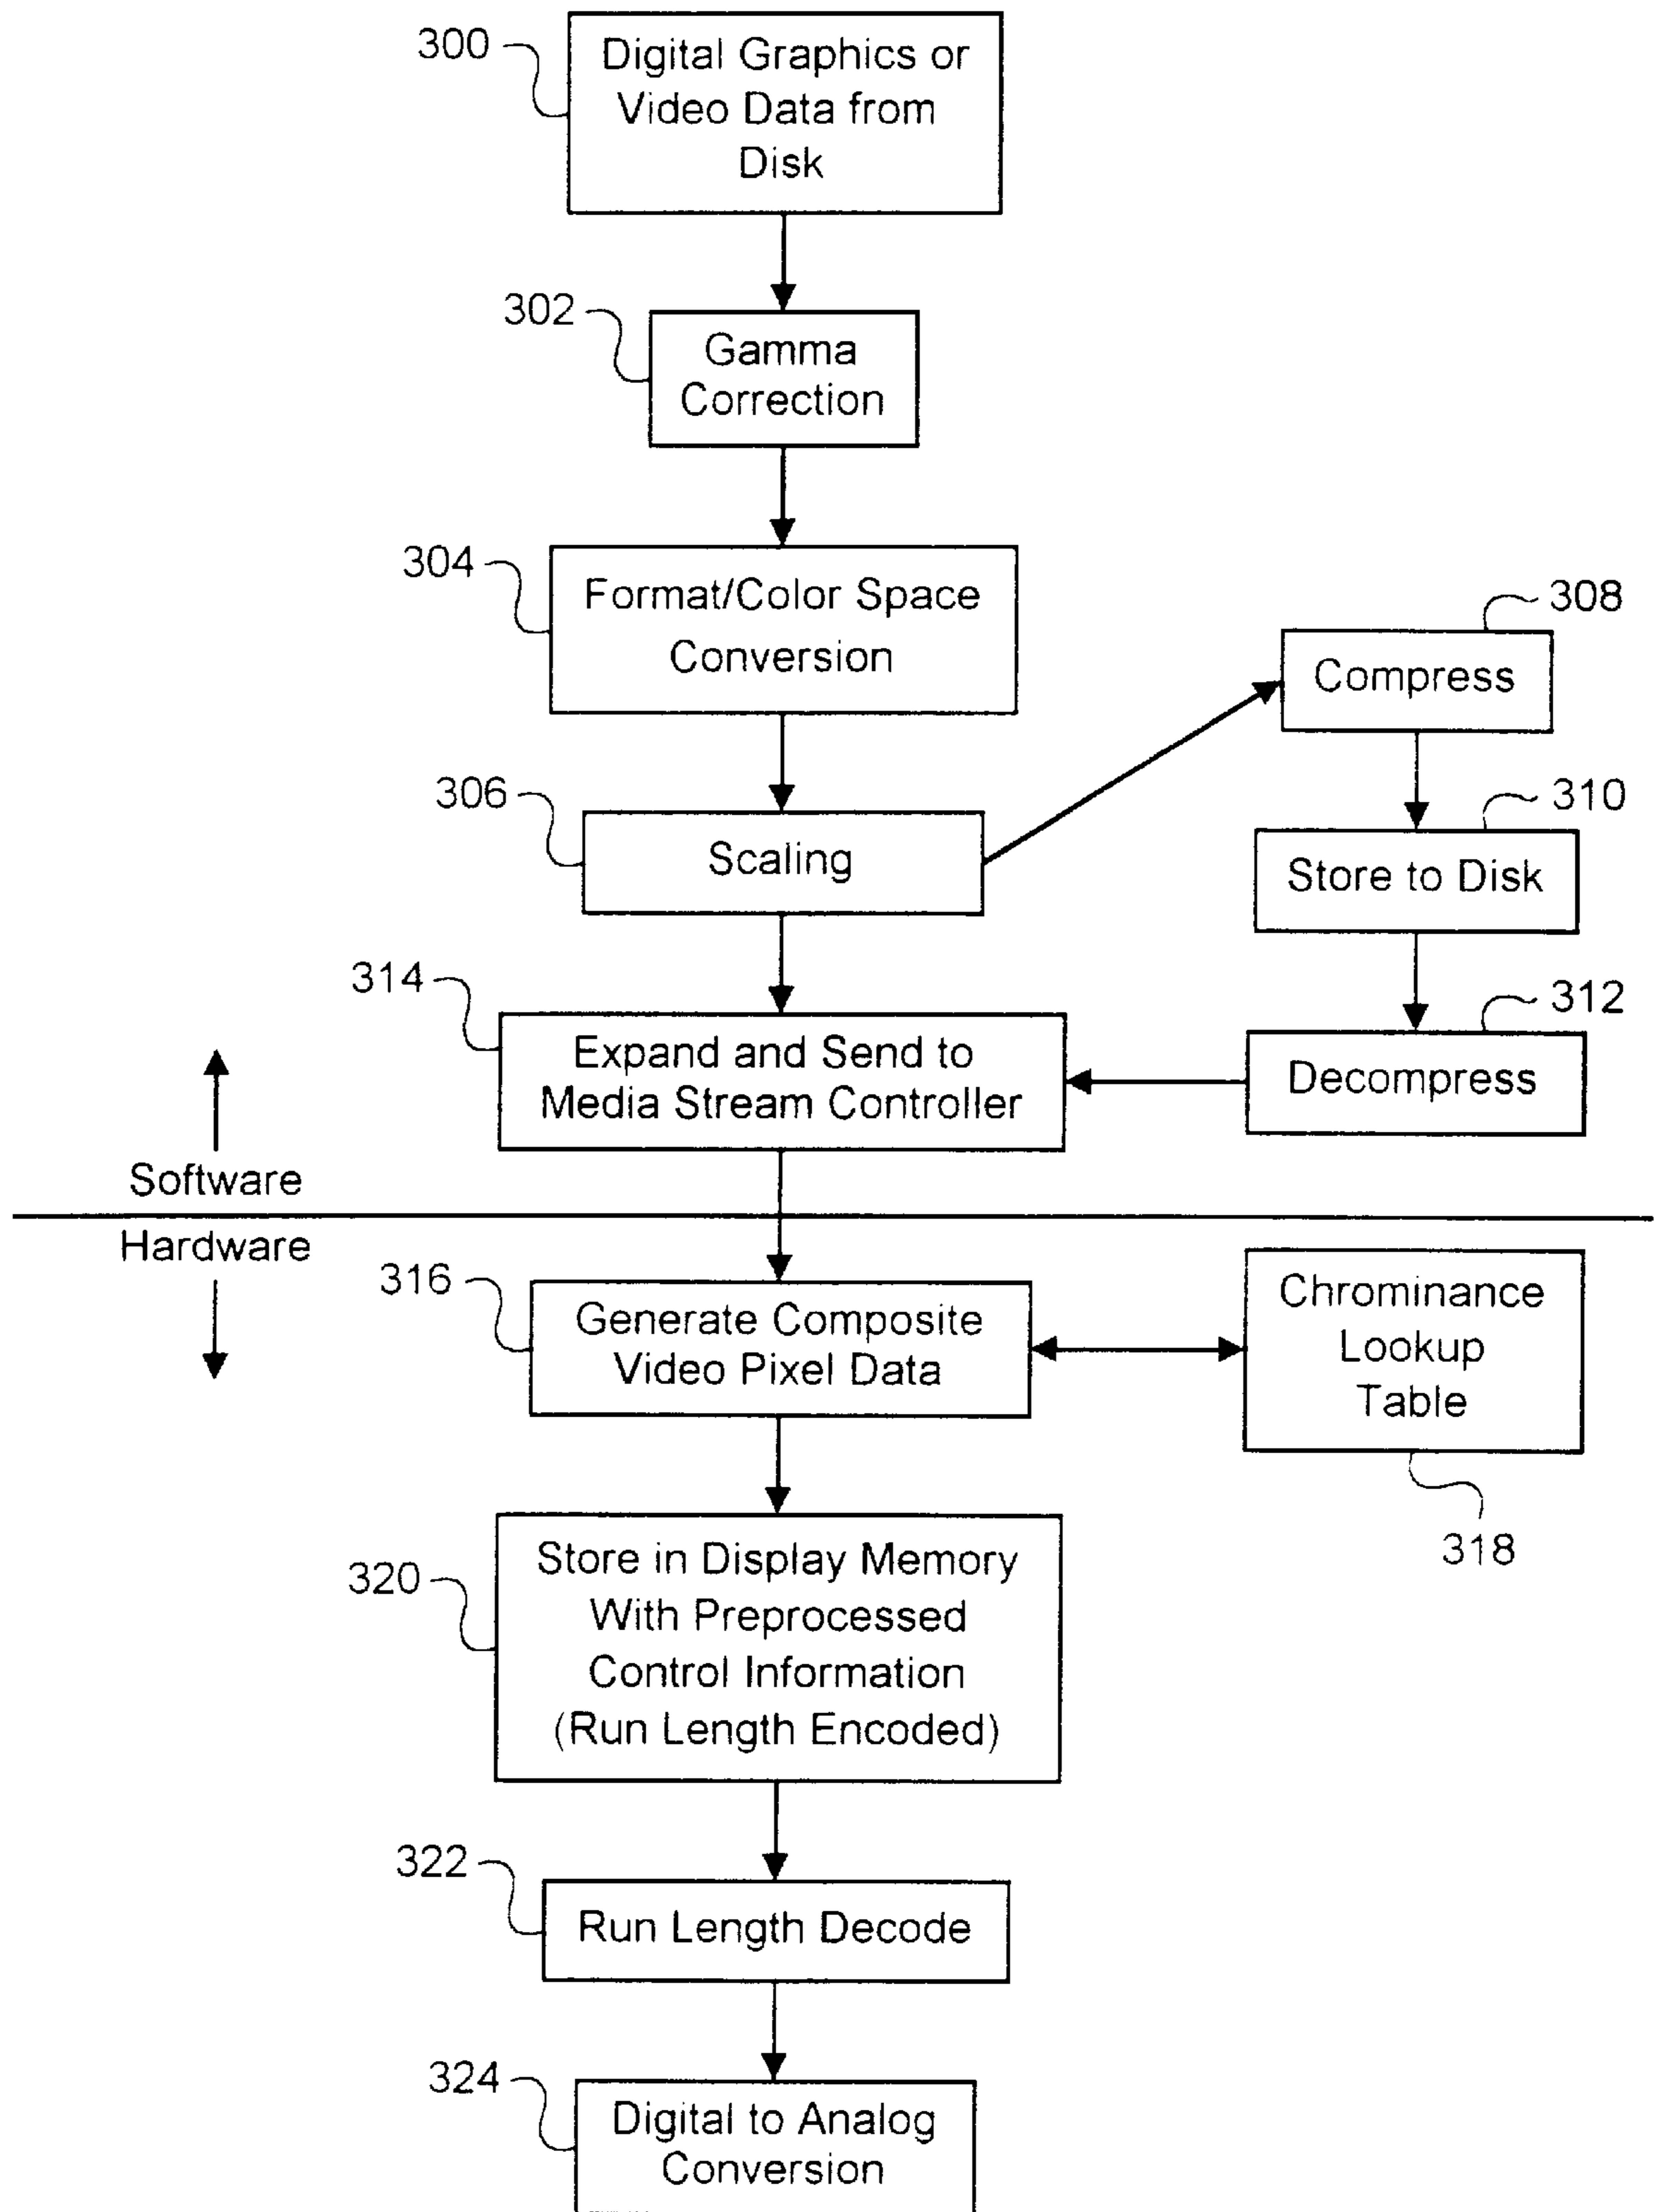 300
Digital Graphics or
Video Data from
Disk
302
Gamma
Correction
304
Format/Color Space
Conversion
308
Compress
306
Scaling
310
Store to Disk
314
Expand and Send to
Media Stream Controller
312
Decompress
Software
Hardware
316
Generate Composite
Video Pixel Data
Chrominance
Lookup
Table
318
320
Store in Display Memory
With Preprocessed
Control Information
(Run Length Encoded)
322
Run Length Decode
324
Digital to Analog
Conversion